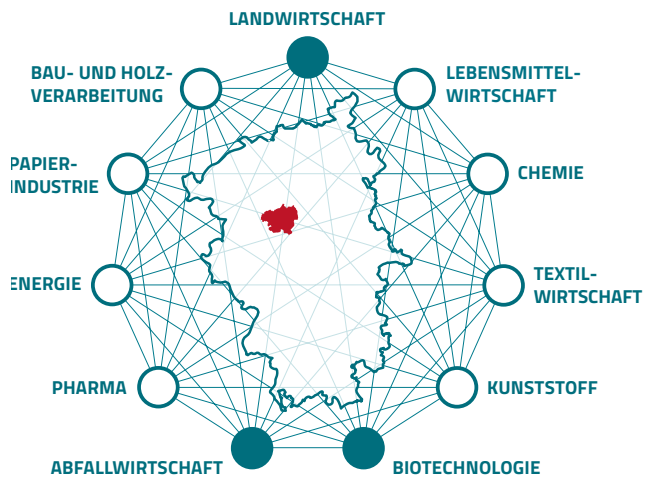 LANDWIRTSCHAFT
BAU- UND HOLZ-
VERARBEITUNG
LEBENSMITTEL-
WIRTSCHAFT
PAPIER-
INDUSTRIE
CHEMIE
ENERGIE
TEXTIL-
WIRTSCHAFT
PHARMA
KUNSTSTOFF
ABFALLWIRTSCHAFT
BIOTECHNOLOGIE